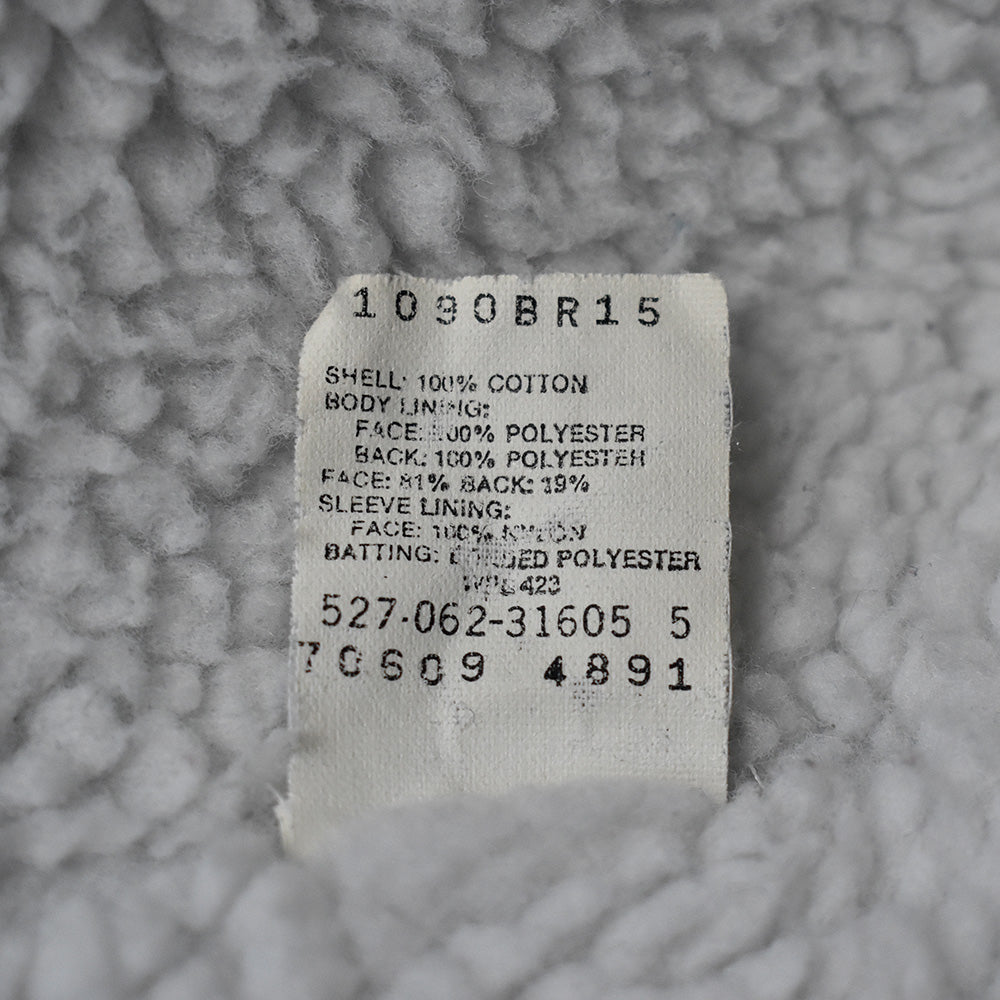 1090BR15
SHELL: 100% COTTON
BODY LINING:
FACE: 100% POLYESTER
BACK: 100% POLYESTER
FACE: 81% BACK: 19%
SLEEVE LINING:
FACE: 100% NYLON
BATTING: BONDED POLYESTER
WPL 423
527-062-31605 5
70609 4891